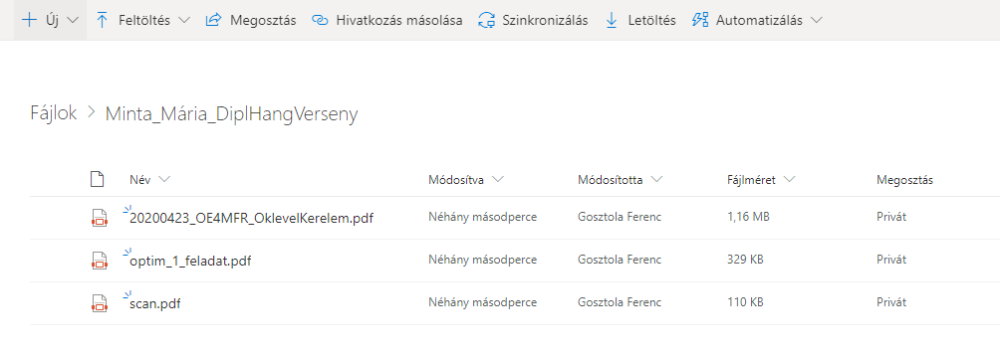 Új Feltöltés Megosztás Hivatkozás másolása Szinkronizálás Letöltés Automatizálás
Fájlok > Minta_Mária_DiplHangVerseny
Név Módosítva Módosította Fájlméret Megosztás
20200423_OE4MFR_OklevelKerelem.pdf Néhány másodperce Gosztola Ferenc 1,16 MB Privát
optim_1_feladat.pdf Néhány másodperce Gosztola Ferenc 329 KB Privát
scan.pdf Néhány másodperce Gosztola Ferenc 110 KB Privát